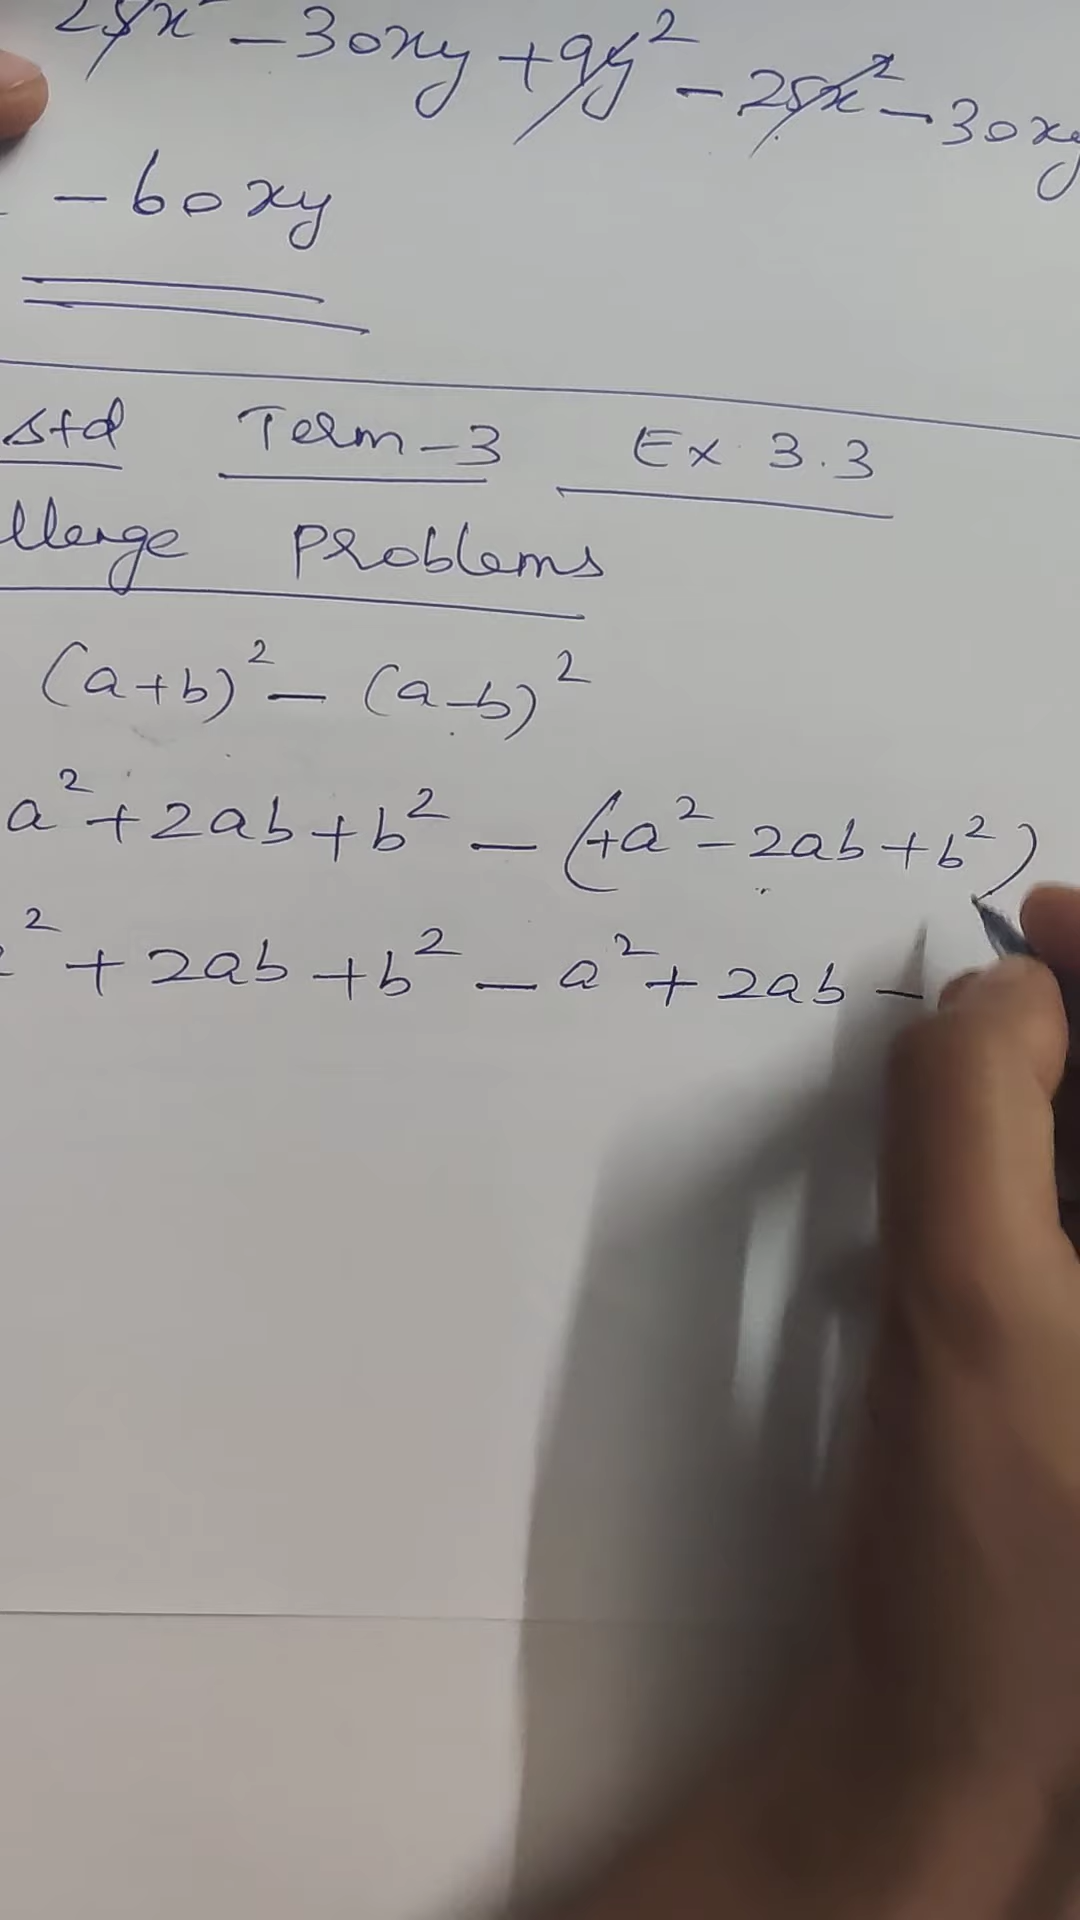 25x² - 30xy + 9y² - 25x² - 30xy
- 60xy
std Term-3 Ex 3.3
llenge problems
(a+b)² - (a-b)²
a² + 2ab + b² - (+a² - 2ab + b²)
² + 2ab + b² - a² + 2ab -